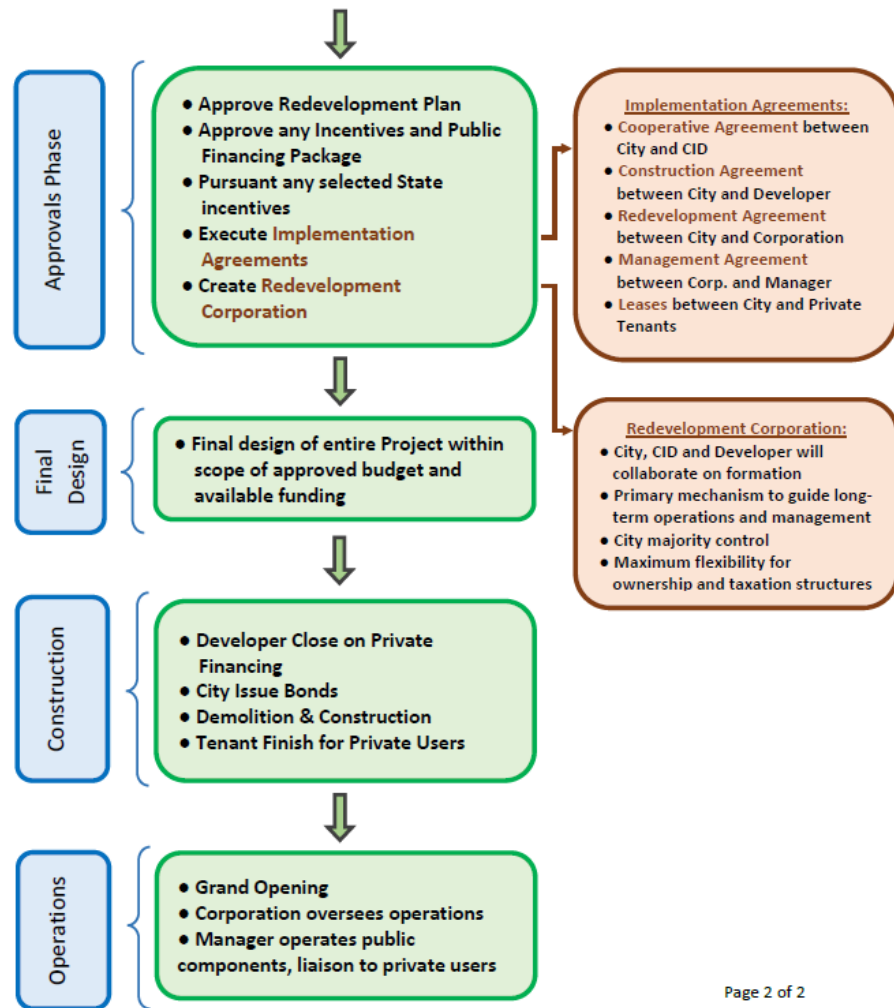 Approvals Phase
● Approve Redevelopment Plan
● Approve any Incentives and Public
Financing Package
● Pursuant any selected State
incentives
● Execute Implementation
Agreements
● Create Redevelopment
Corporation
Implementation Agreements:
● Cooperative Agreement between
City and CID
● Construction Agreement
between City and Developer
● Redevelopment Agreement
between City and Corporation
● Management Agreement
between Corp. and Manager
● Leases between City and Private
Tenants
Final
Design
● Final design of entire Project within
scope of approved budget and
available funding
Redevelopment Corporation:
● City, CID and Developer will
collaborate on formation
● Primary mechanism to guide long-
term operations and management
● City majority control
● Maximum flexibility for
ownership and taxation structures
Construction
● Developer Close on Private
Financing
● City Issue Bonds
● Demolition & Construction
● Tenant Finish for Private Users
Operations
● Grand Opening
● Corporation oversees operations
● Manager operates public
components, liaison to private users
Page 2 of 2